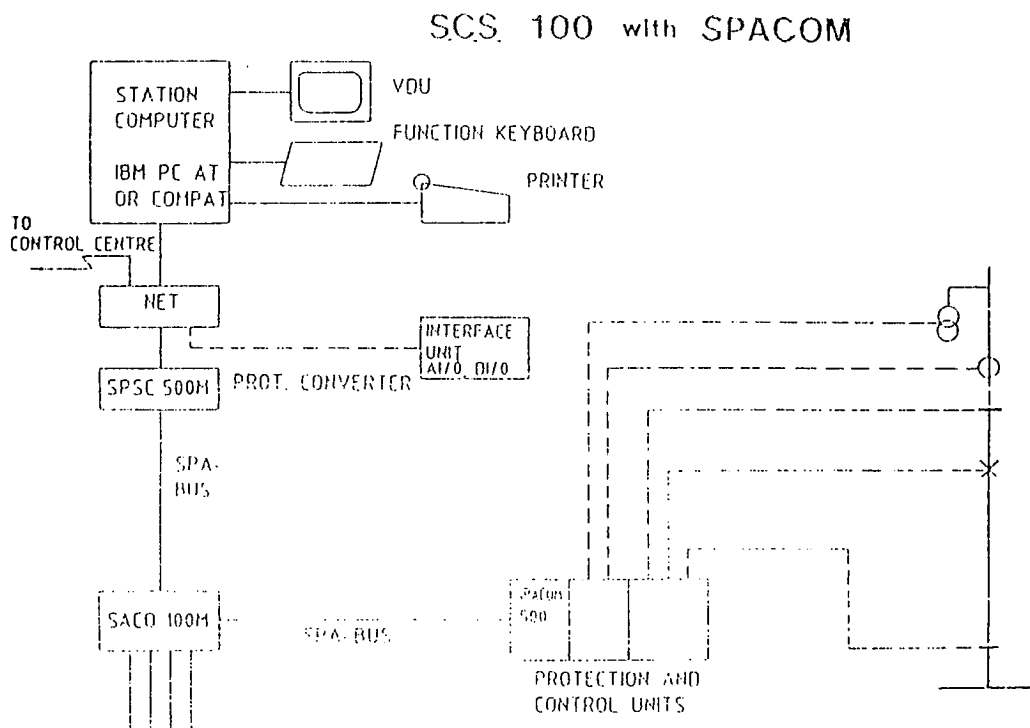 S.C.S. 100 with SPACOM
STATION
COMPUTER
IBM PC AT
OR COMPAT
VDU
FUNCTION KEYBOARD
PRINTER
TO
CONTROL CENTRE
NET
INTERFACE
UNIT
AI/O, DI/O
SPSC 500M
PROT. CONVERTER
SPA-
BUS
SACO 100M
SPA-BUS
SPACOM
500
PROTECTION AND
CONTROL UNITS